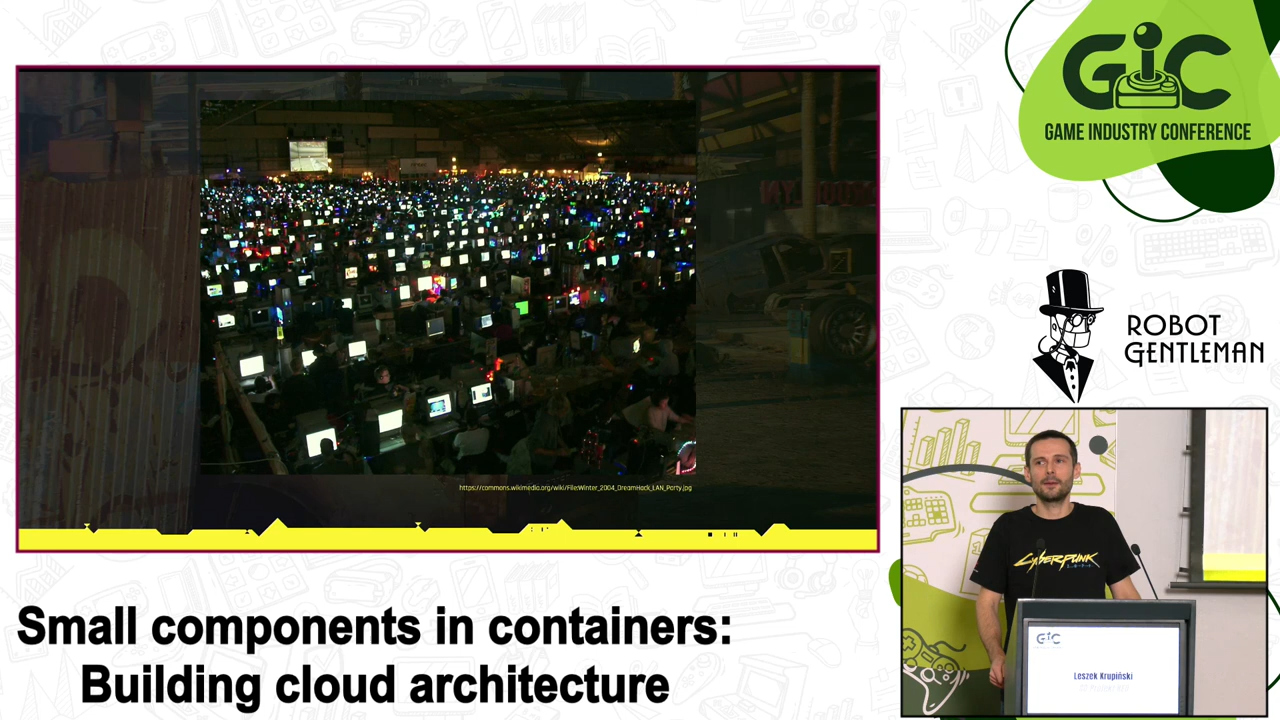 GIC
GAME INDUSTRY CONFERENCE
ROBOT
GENTLEMAN
https://commons.wikimedia.org/wiki/File:Winter_2004_DreamHack_LAN_Party.jpg
CYBERPUNK
GIC
Leszek Krupiński
Small components in containers:
Building cloud architecture